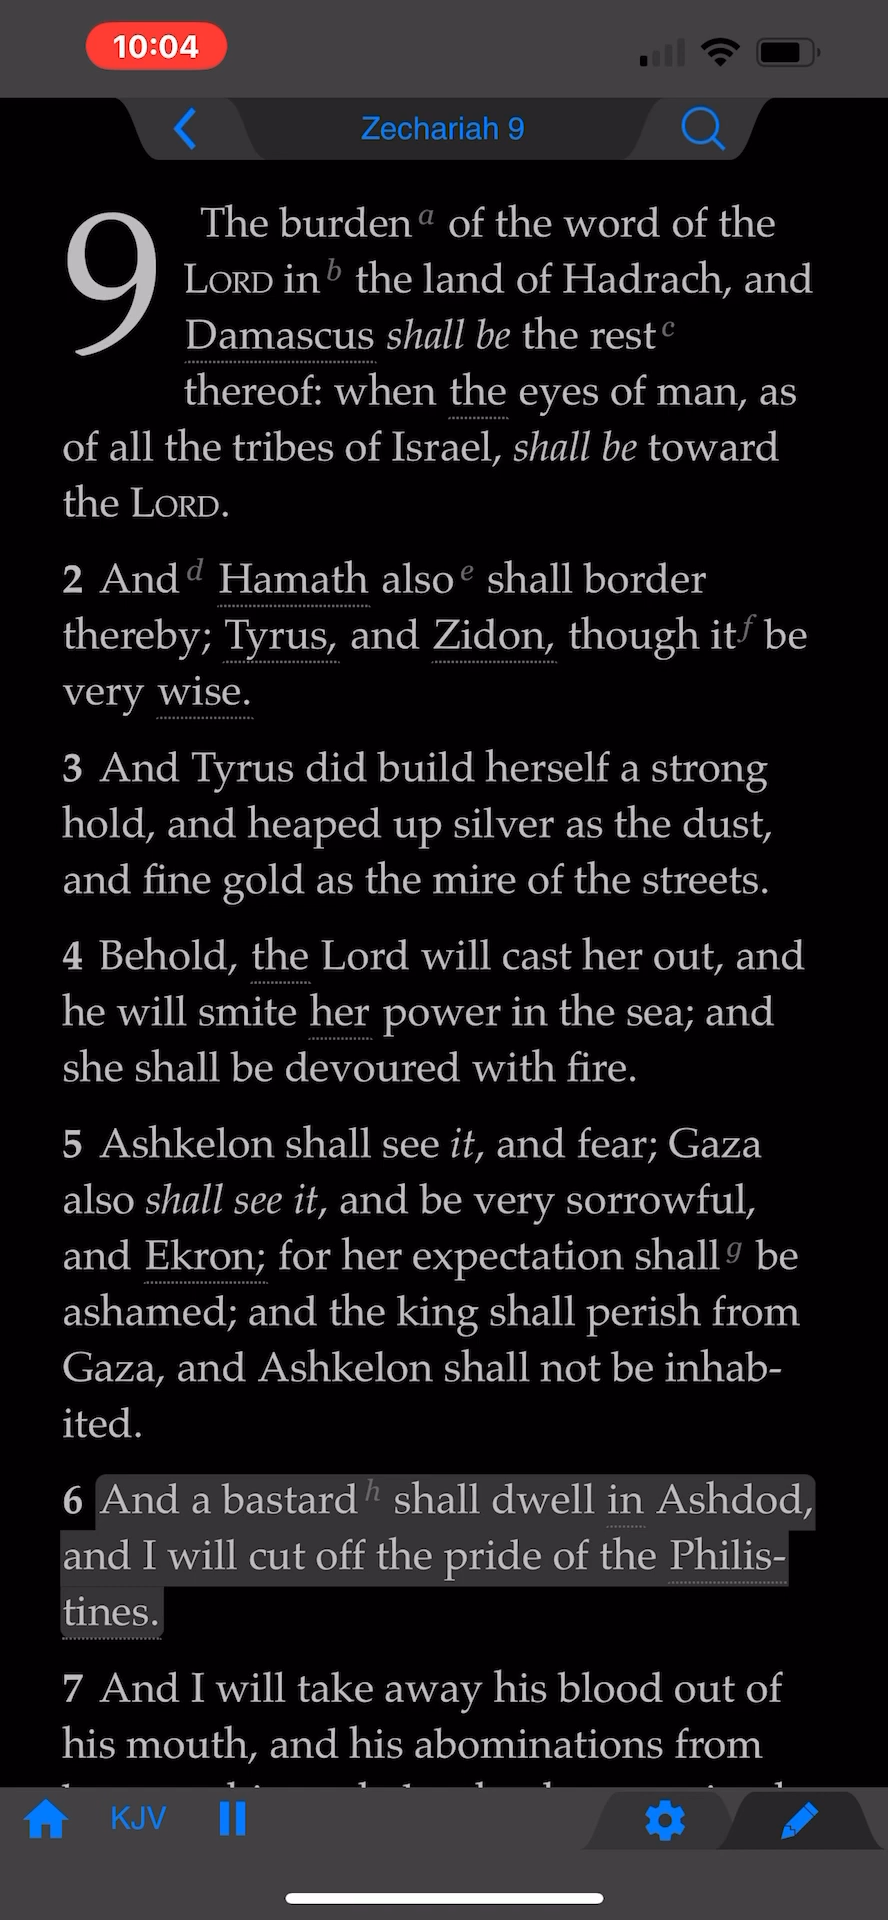 10:04
Zechariah 9
9 The burden a of the word of the
LORD in b the land of Hadrach, and
Damascus shall be the rest c
thereof: when the eyes of man, as
of all the tribes of Israel, shall be toward
the LORD.
2 And d Hamath also e shall border
thereby; Tyrus, and Zidon, though it f be
very wise.
3 And Tyrus did build herself a strong
hold, and heaped up silver as the dust,
and fine gold as the mire of the streets.
4 Behold, the Lord will cast her out, and
he will smite her power in the sea; and
she shall be devoured with fire.
5 Ashkelon shall see it, and fear; Gaza
also shall see it, and be very sorrowful,
and Ekron; for her expectation shall g be
ashamed; and the king shall perish from
Gaza, and Ashkelon shall not be inhab-
ited.
6 And a bastard h shall dwell in Ashdod,
and I will cut off the pride of the Philis-
tines.
7 And I will take away his blood out of
his mouth, and his abominations from
KJV